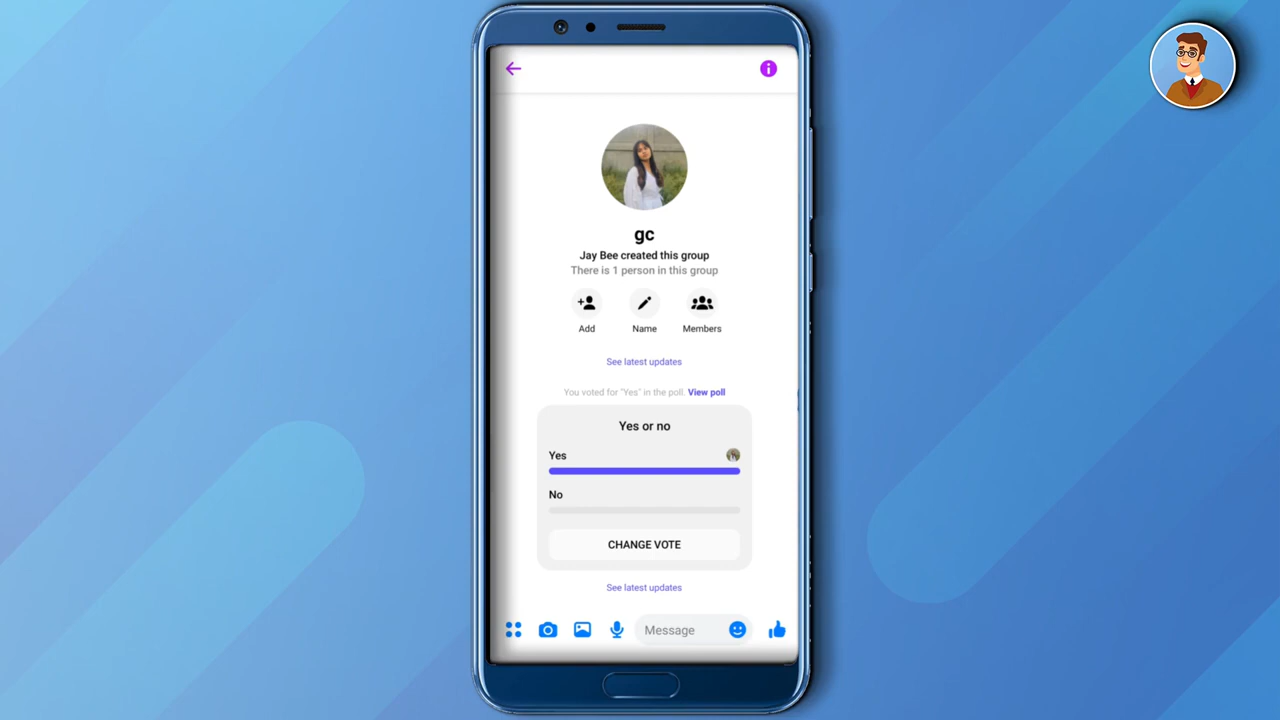 gc
Jay Bee created this group
There is 1 person in this group
Add Name Members
See latest updates
You voted for "Yes" in the poll. View poll
Yes or no
Yes
No
CHANGE VOTE
See latest updates
Message